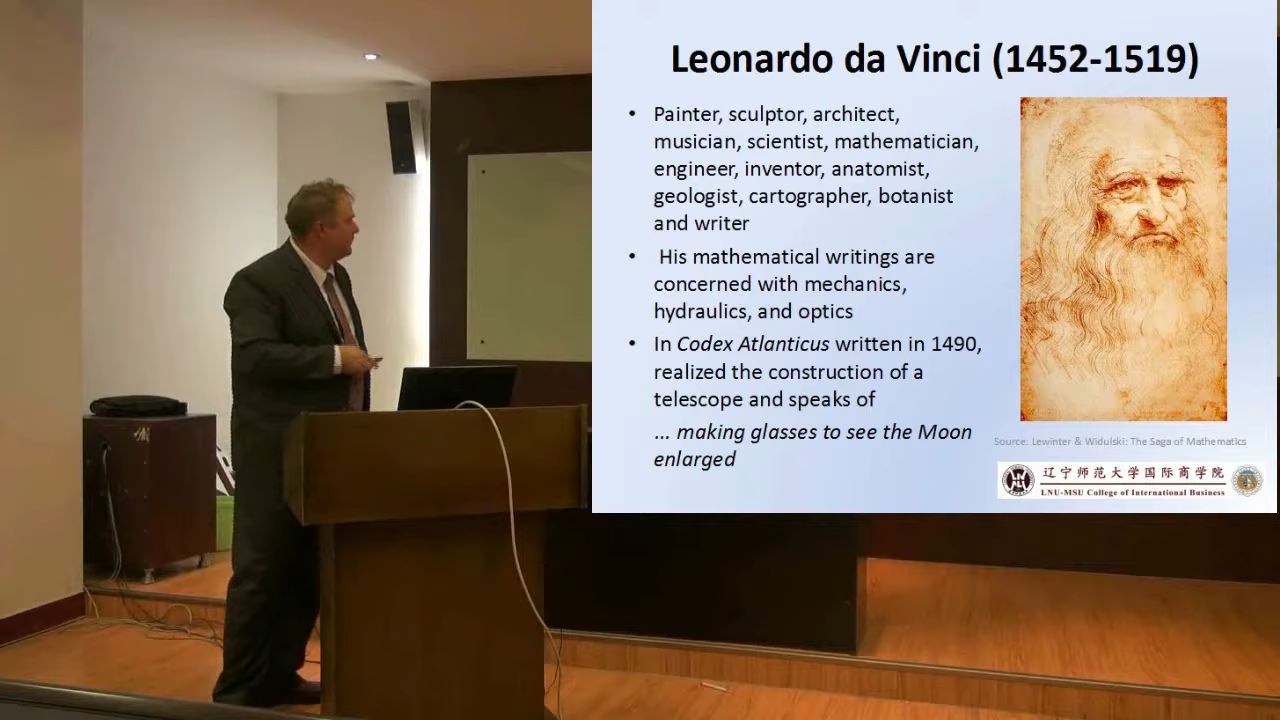 Leonardo da Vinci (1452-1519)
• Painter, sculptor, architect,
musician, scientist, mathematician,
engineer, inventor, anatomist,
geologist, cartographer, botanist
and writer
• His mathematical writings are
concerned with mechanics,
hydraulics, and optics
• In Codex Atlanticus written in 1490,
realized the construction of a
telescope and speaks of
... making glasses to see the Moon
enlarged
Source: Lewinter & Widulski: The Saga of Mathematics
辽宁师范大学国际商学院
LNU-MSU College of International Business